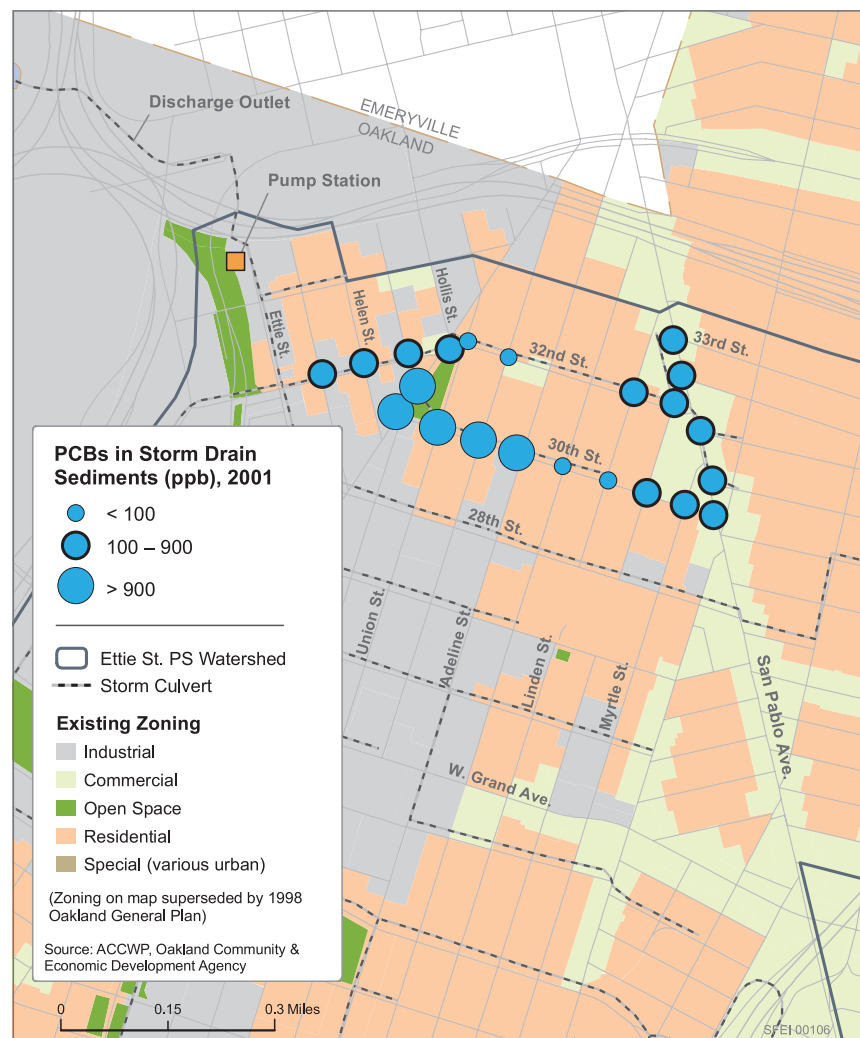 Discharge Outlet
EMERYVILLE
OAKLAND
Pump Station
Ettie St.
Helen St.
Hollis St.
32nd St.
33rd St.
30th St.
28th St.
Union St.
Adeline St.
Linden St.
Myrtle St.
San Pablo Ave.
W. Grand Ave.
PCBs in Storm Drain
Sediments (ppb), 2001
< 100
100 – 900
> 900
Ettie St. PS Watershed
Storm Culvert
Existing Zoning
Industrial
Commercial
Open Space
Residential
Special (various urban)
(Zoning on map superseded by 1998
Oakland General Plan)
Source: ACCWP, Oakland Community &
Economic Development Agency
0 0.15 0.3 Miles
SFEI 00106